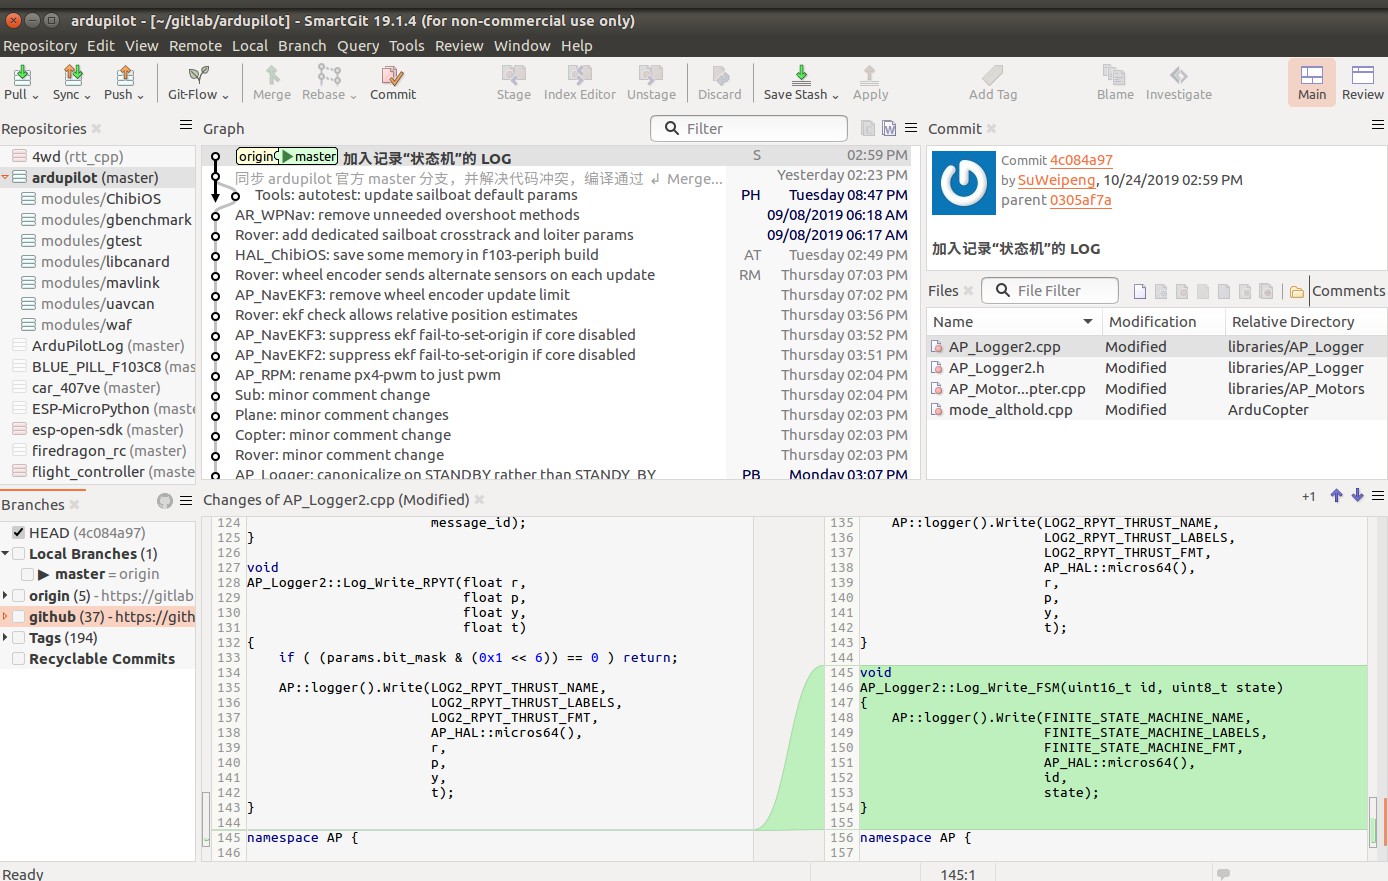 ardupilot - [~/gitlab/ardupilot] - SmartGit 19.1.4 (for non-commercial use only)
Repository Edit View Remote Local Branch Query Tools Review Window Help
Pull Sync Push Git-Flow Merge Rebase Commit Stage Index Editor Unstage Discard Save Stash Apply Add Tag Blame Investigate Main Review
Repositories
4wd (rtt_cpp)
ardupilot (master)
modules/ChibiOS
modules/gbenchmark
modules/gtest
modules/libcanard
modules/mavlink
modules/uavcan
modules/waf
ArduPilotLog (master)
BLUE_PILL_F103C8 (mas
car_407ve (master)
ESP-MicroPython (maste
esp-open-sdk (master)
firedragon_rc (master)
flight_controller (maste
Graph
Filter
origin master 加入记录“状态机”的 LOG S 02:59 PM
同步 ardupilot 官方 master 分支，并解决代码冲突，编译通过 ↲ Merge... Yesterday 02:23 PM
Tools: autotest: update sailboat default params PH Tuesday 08:47 PM
AR_WPNav: remove unneeded overshoot methods 09/08/2019 06:18 AM
Rover: add dedicated sailboat crosstrack and loiter params 09/08/2019 06:17 AM
HAL_ChibiOS: save some memory in f103-periph build AT Tuesday 02:49 PM
Rover: wheel encoder sends alternate sensors on each update RM Thursday 07:03 PM
AP_NavEKF3: remove wheel encoder update limit Thursday 07:02 PM
Rover: ekf check allows relative position estimates Thursday 03:56 PM
AP_NavEKF3: suppress ekf fail-to-set-origin if core disabled Thursday 03:52 PM
AP_NavEKF2: suppress ekf fail-to-set-origin if core disabled Thursday 03:51 PM
AP_RPM: rename px4-pwm to just pwm Thursday 02:04 PM
Sub: minor comment change Thursday 02:04 PM
Plane: minor comment changes Thursday 02:03 PM
Copter: minor comment change Thursday 02:03 PM
Rover: minor comment change Thursday 02:03 PM
AP_Logger: canonicalize on STANDBY rather than STANDY_BY PB Monday 03:07 PM
Commit
Commit 4c084a97
by SuWeipeng, 10/24/2019 02:59 PM
parent 0305af7a
加入记录“状态机”的 LOG
Files
File Filter
Comments
Name Modification Relative Directory
AP_Logger2.cpp Modified libraries/AP_Logger
AP_Logger2.h Modified libraries/AP_Logger
AP_Motor...pter.cpp Modified libraries/AP_Motors
mode_althold.cpp Modified ArduCopter
Branches
HEAD (4c084a97)
Local Branches (1)
master = origin
origin (5) - https://gitlab
github (37) - https://gith
Tags (194)
Recyclable Commits
Changes of AP_Logger2.cpp (Modified)
+1
124 message_id);
125 }
126
127 void
128 AP_Logger2::Log_Write_RPYT(float r,
129 float p,
130 float y,
131 float t)
132 {
133 if ( (params.bit_mask & (0x1 << 6)) == 0 ) return;
134
135 AP::logger().Write(LOG2_RPYT_THRUST_NAME,
136 LOG2_RPYT_THRUST_LABELS,
137 LOG2_RPYT_THRUST_FMT,
138 AP_HAL::micros64(),
139 r,
140 p,
141 y,
142 t);
143 }
144
145 namespace AP {
146
135 AP::logger().Write(LOG2_RPYT_THRUST_NAME,
136 LOG2_RPYT_THRUST_LABELS,
137 LOG2_RPYT_THRUST_FMT,
138 AP_HAL::micros64(),
139 r,
140 p,
141 y,
142 t);
143 }
144
145 void
146 AP_Logger2::Log_Write_FSM(uint16_t id, uint8_t state)
147 {
148 AP::logger().Write(FINITE_STATE_MACHINE_NAME,
149 FINITE_STATE_MACHINE_LABELS,
150 FINITE_STATE_MACHINE_FMT,
151 AP_HAL::micros64(),
152 id,
153 state);
154 }
155
156 namespace AP {
157
Ready
145:1